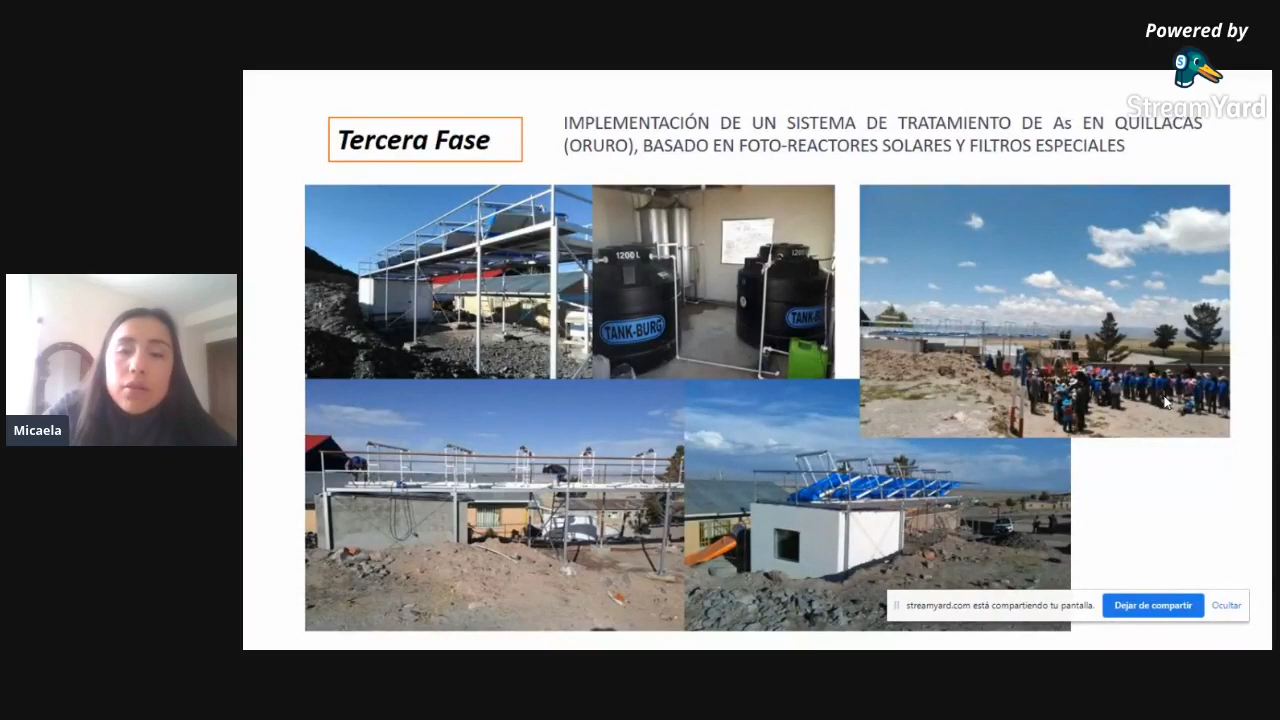 Powered by
StreamYard
Tercera Fase
IMPLEMENTACIÓN DE UN SISTEMA DE TRATAMIENTO DE As EN QUILLACAS
(ORURO), BASADO EN FOTO-REACTORES SOLARES Y FILTROS ESPECIALES
1200 L
TANK-BURG
1200
TANK-BU
Micaela
streamyard.com está compartiendo tu pantalla.
Dejar de compartir
Ocultar